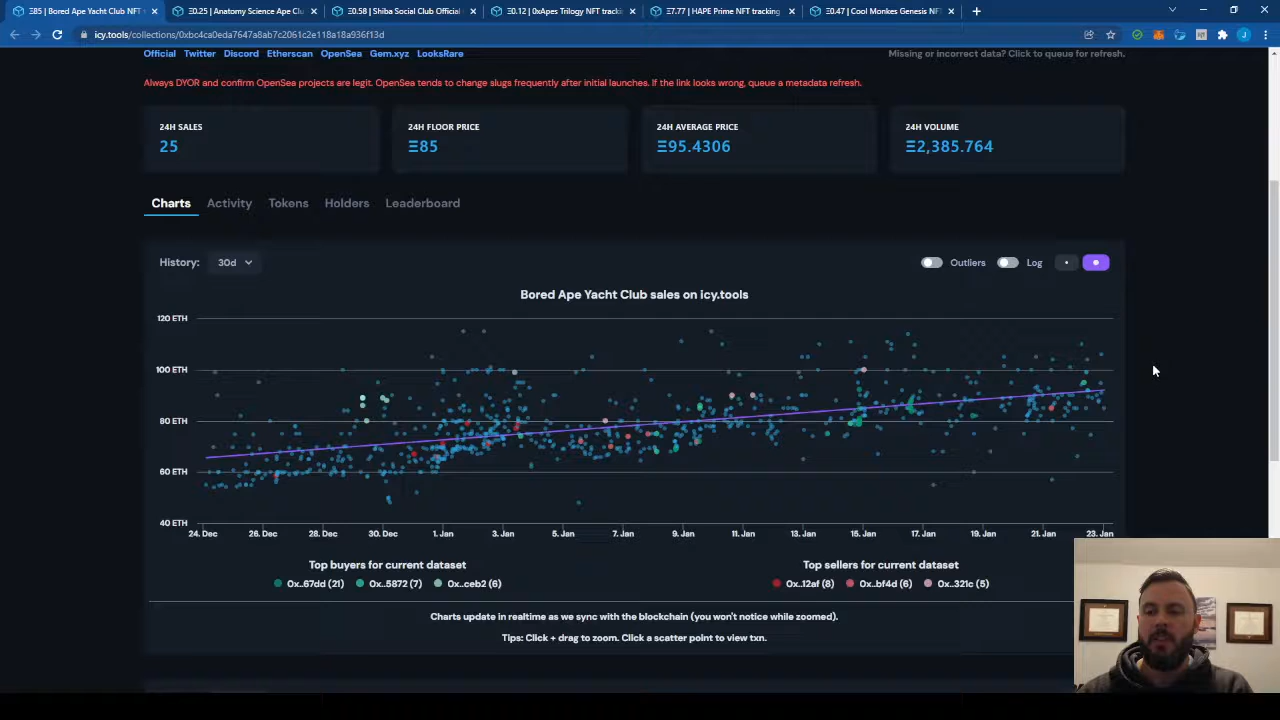 Ξ85 | Bored Ape Yacht Club NFT
Ξ0.25 | Anatomy Science Ape Clu
Ξ0.58 | Shiba Social Club Official
Ξ0.12 | 0xApes Trilogy NFT tracki
Ξ7.77 | HAPE Prime NFT tracking
Ξ0.47 | Cool Monkes Genesis NF
icy.tools/collections/0xbc4ca0eda7647a8ab7c2061c2e118a18a936f13d
Official Twitter Discord Etherscan OpenSea Gem.xyz LooksRare
Missing or incorrect data? Click to queue for refresh.
Always DYOR and confirm OpenSea projects are legit. OpenSea tends to change slugs frequently after initial launches. If the link looks wrong, queue a metadata refresh.
24H SALES
25
24H FLOOR PRICE
Ξ85
24H AVERAGE PRICE
Ξ95.4306
24H VOLUME
Ξ2,385.764
Charts Activity Tokens Holders Leaderboard
History: 30d
Outliers Log
Bored Ape Yacht Club sales on icy.tools
120 ETH
100 ETH
80 ETH
60 ETH
40 ETH
24. Dec 26. Dec 28. Dec 30. Dec 1. Jan 3. Jan 5. Jan 7. Jan 9. Jan 11. Jan 13. Jan 15. Jan 17. Jan 19. Jan 21. Jan 23. Jan
Top buyers for current dataset
0x..67dd (21) 0x..5872 (7) 0x..ceb2 (6)
Top sellers for current dataset
0x..12af (8) 0x..bf4d (6) 0x..321c (5)
Charts update in realtime as we sync with the blockchain (you won't notice while zoomed).
Tips: Click + drag to zoom. Click a scatter point to view txn.